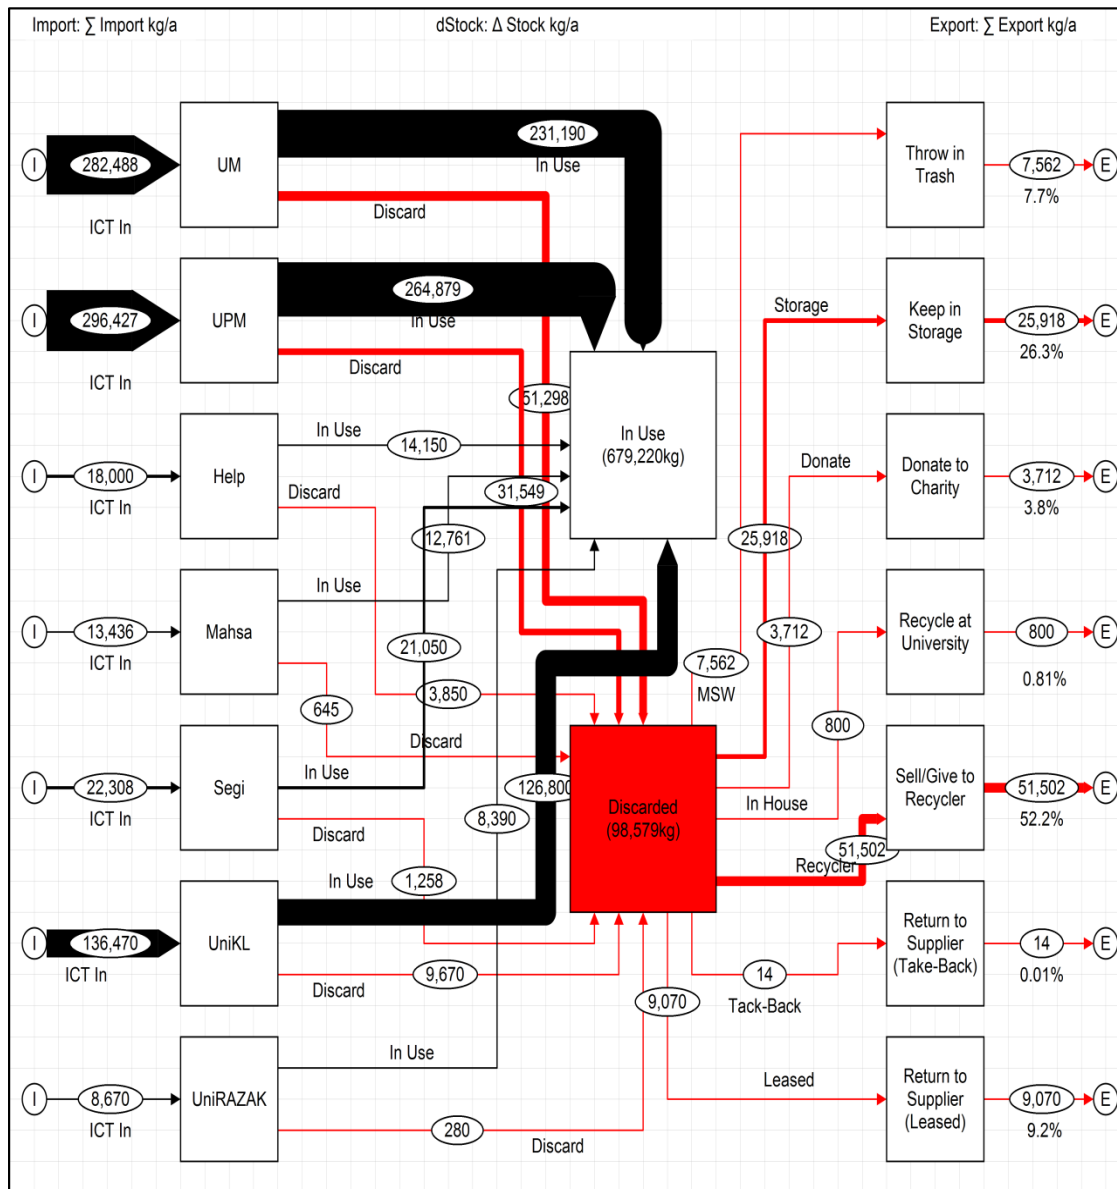 Import: ∑ Import kg/a
dStock: Δ Stock kg/a
Export: ∑ Export kg/a
I
282,488
ICT In
UM
231,190
In Use
Discard
Throw in
Trash
7,562
E
7.7%
I
296,427
ICT In
UPM
264,879
In Use
Discard
Storage
Keep in
Storage
25,918
E
26.3%
51,298
In Use
(679,220kg)
I
18,000
ICT In
Help
In Use
14,150
Discard
31,549
12,761
25,918
Donate
Donate to
Charity
3,712
E
3.8%
I
13,436
ICT In
Mahsa
In Use
21,050
645
3,850
Discard
7,562
MSW
3,712
800
Recycle at
University
800
E
0.81%
I
22,308
ICT In
Segi
In Use
Discard
8,390
126,800
Discarded
(98,579kg)
In House
51,502
Recycler
Sell/Give to
Recycler
51,502
E
52.2%
I
136,470
ICT In
UniKL
In Use
1,258
Discard
9,670
9,070
14
Tack-Back
Return to
Supplier
(Take-Back)
14
E
0.01%
I
8,670
ICT In
UniRAZAK
In Use
280
Discard
Leased
Return to
Supplier
(Leased)
9,070
E
9.2%